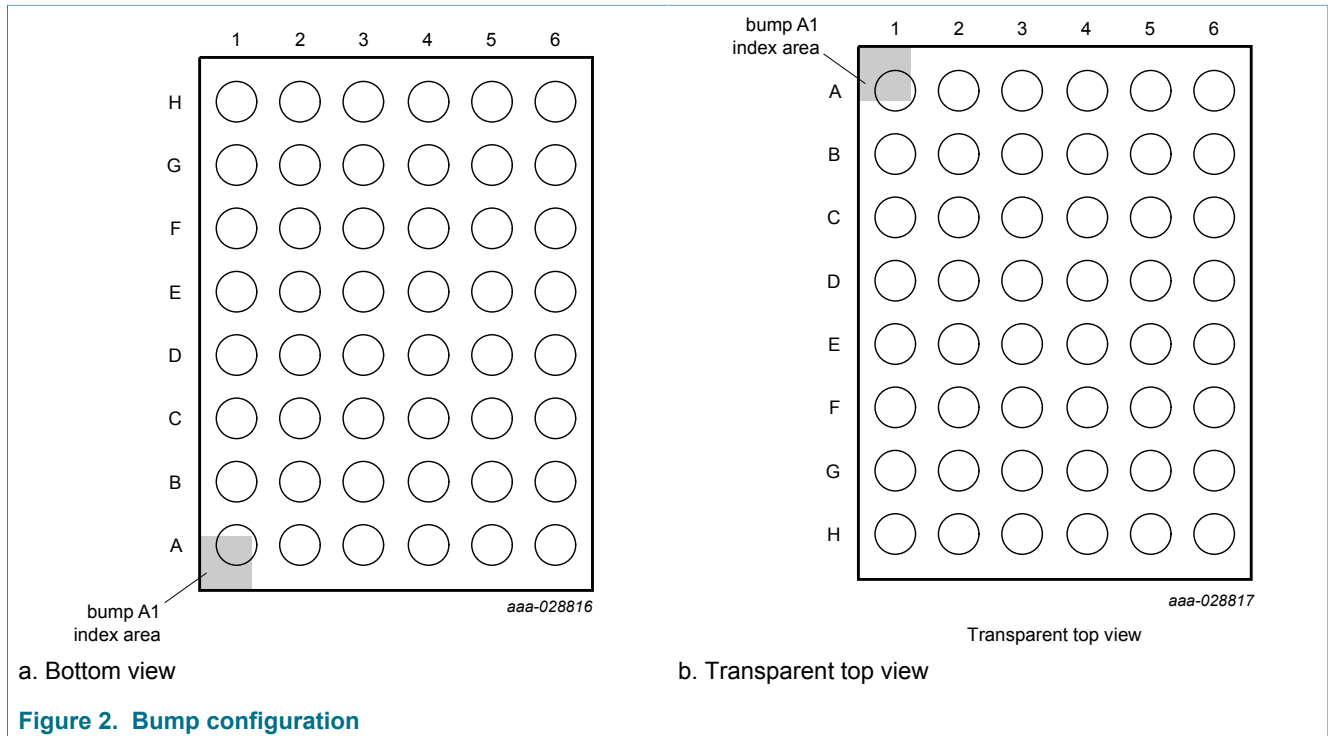 1 2 3 4 5 6
H
G
F
E
D
C
B
A
bump A1
index area
aaa-028816
a. Bottom view
bump A1
index area
1 2 3 4 5 6
A
B
C
D
E
F
G
H
aaa-028817
Transparent top view
b. Transparent top view
Figure 2. Bump configuration